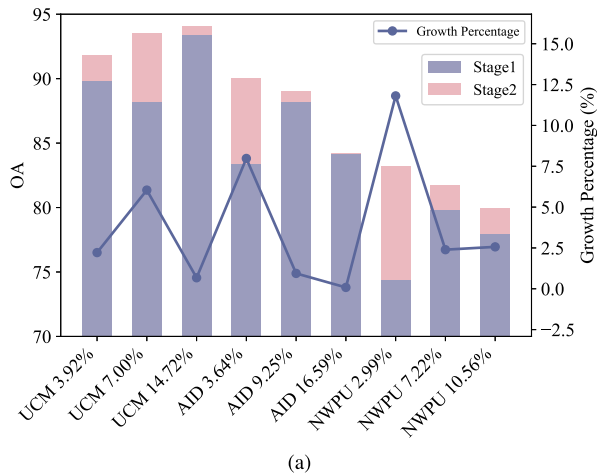 95
90
85
80
75
70
OA
Growth Percentage
Stage1
Stage2
15.0
12.5
10.0
7.5
5.0
2.5
0.0
−2.5
Growth Percentage (%)
UCM 3.92%
UCM 7.00%
UCM 14.72%
AID 3.64%
AID 9.25%
AID 16.59%
NWPU 2.99%
NWPU 7.22%
NWPU 10.56%
(a)